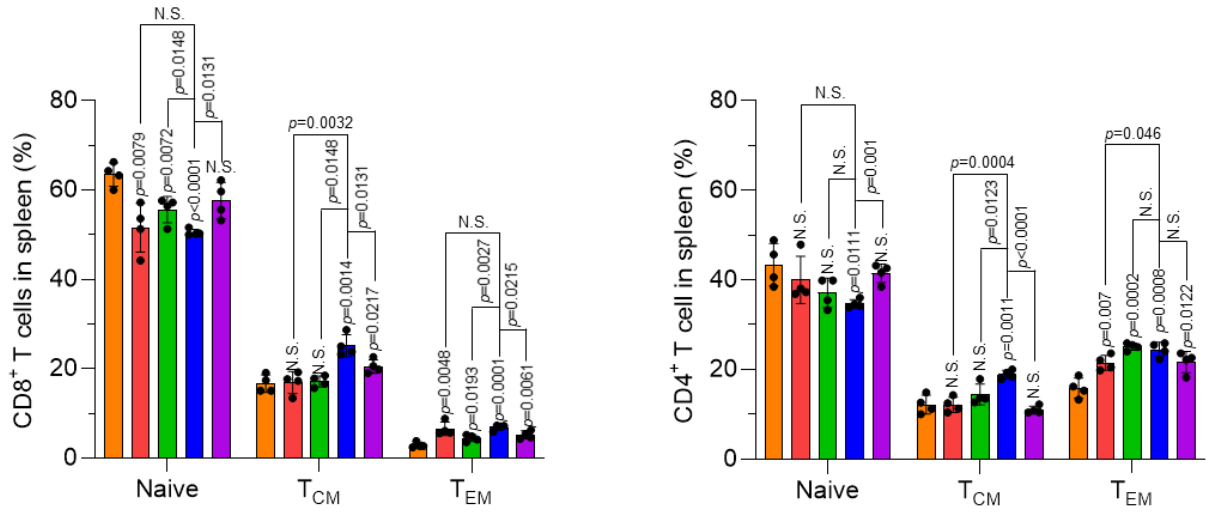 N.S.
p=0.0148
p=0.0131
p=0.0079
p=0.0072
p<0.0001
N.S.
p=0.0032
p=0.0148
p=0.0131
N.S.
N.S.
p=0.0014
p=0.0217
N.S.
p=0.0027
p=0.0215
p=0.0048
p=0.0193
p=0.0001
p=0.0061
CD8+ T cells in spleen (%)
80
60
40
20
0
Naive
TCM
TEM
N.S.
N.S.
p=0.001
N.S.
N.S.
p=0.0111
N.S.
p=0.0004
p=0.0123
p<0.0001
N.S.
N.S.
p=0.0011
N.S.
p=0.046
N.S.
N.S.
p=0.007
p=0.0002
p=0.0008
p=0.0122
CD4+ T cell in spleen (%)
80
60
40
20
0
Naive
TCM
TEM